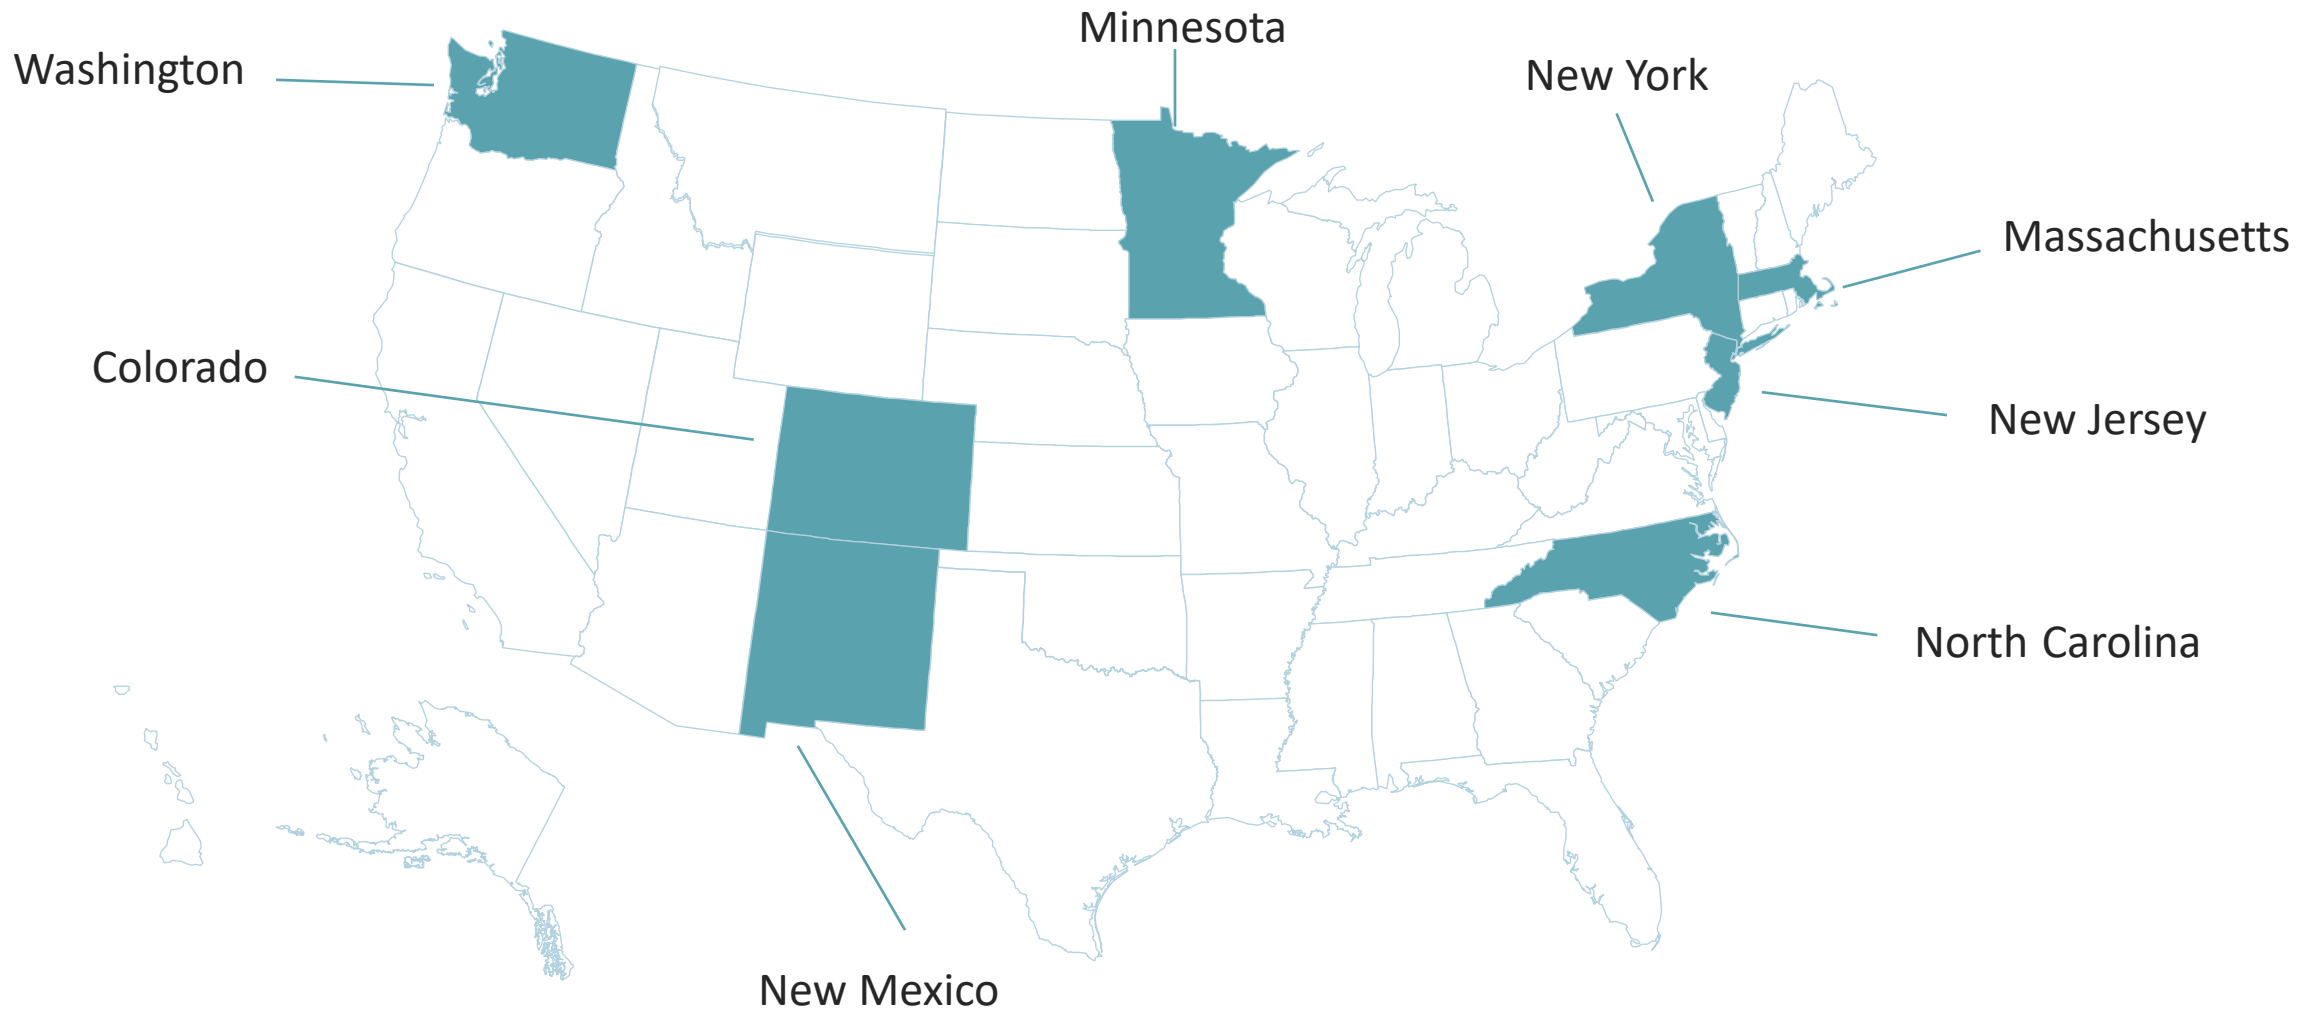 Minnesota
Washington
New York
Massachusetts
Colorado
New Jersey
North Carolina
New Mexico